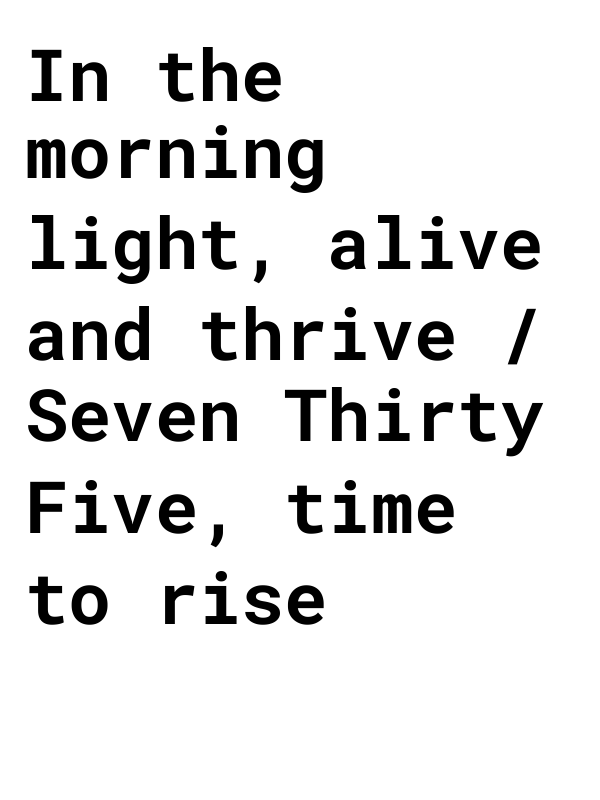 In the
morning
light, alive
and thrive /
Seven Thirty
Five, time
to rise